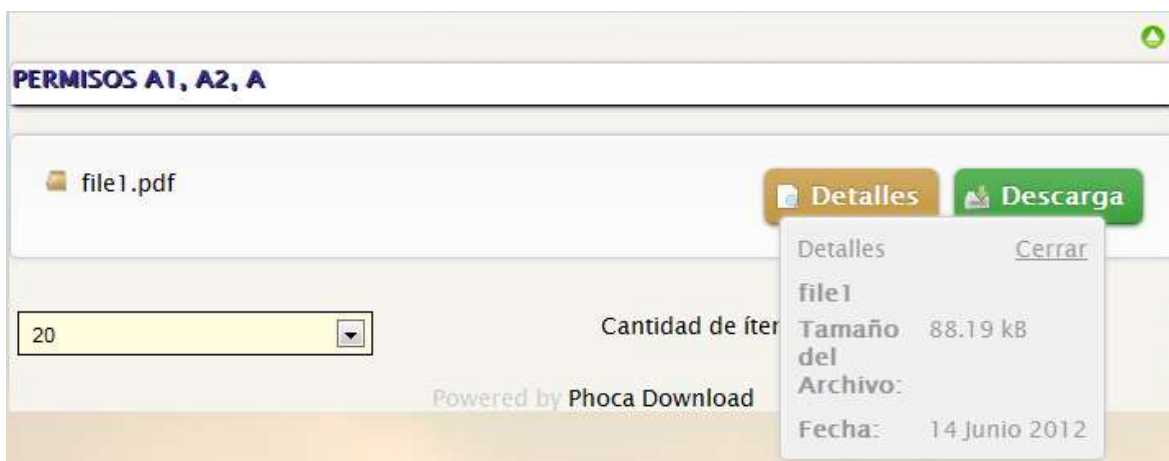 PERMISOS A1, A2, A
file1.pdf
Detalles
Descarga
Detalles Cerrar
file1
Tamaño del Archivo: 88.19 kB
Fecha: 14 Junio 2012
20
Cantidad de
Powered by Phoca Download